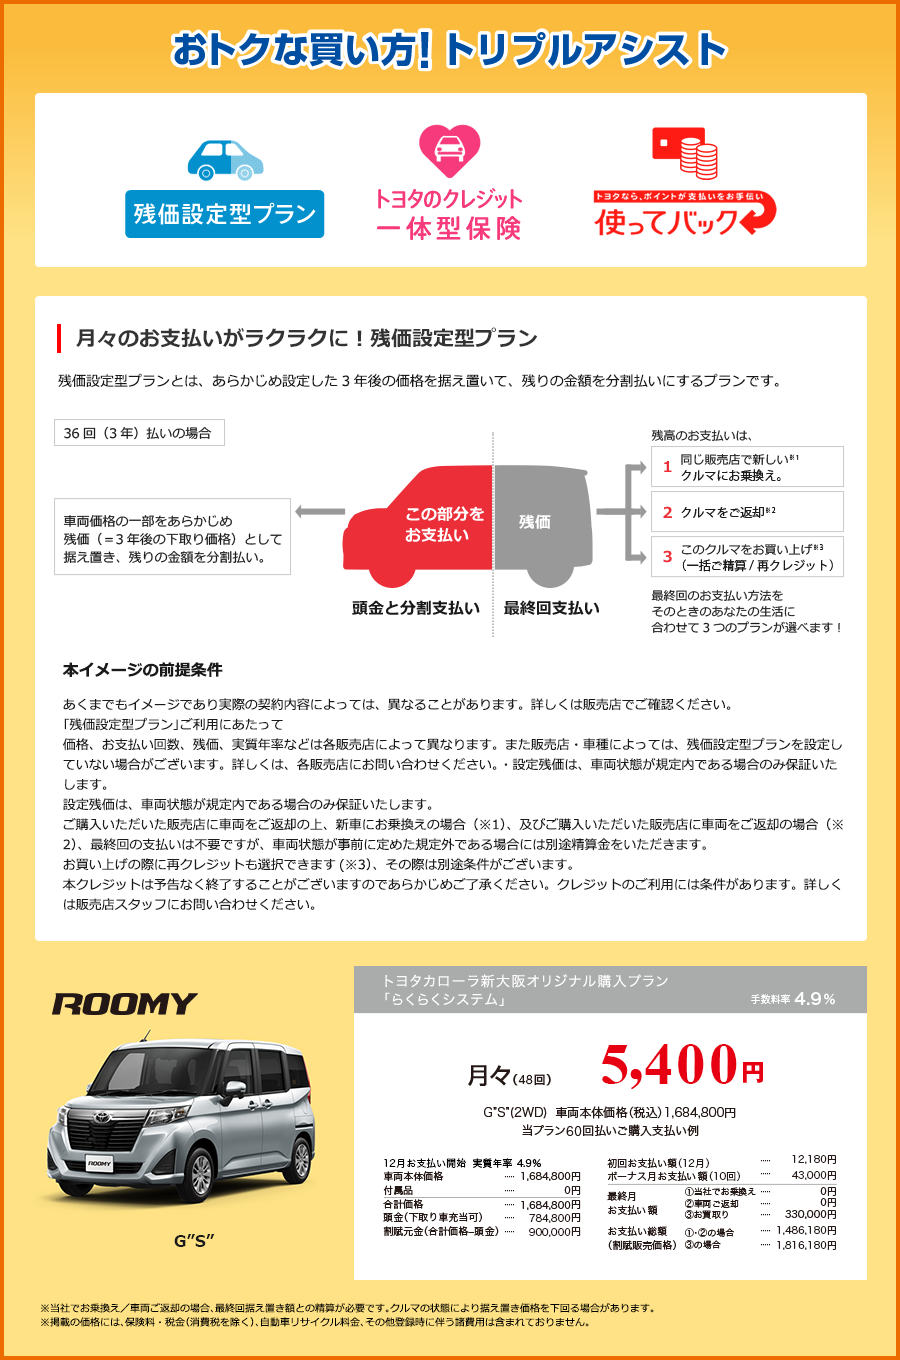 おトクな買い方！トリプルアシスト
残価設定型プラン
トヨタのクレジット
一体型保険
トヨタなら、ポイントが支払いをお手伝い
使ってバック
月々のお支払いがラクラクに！残価設定型プラン
残価設定型プランとは、あらかじめ設定した３年後の価格を据え置いて、残りの金額を分割払いにするプランです。
36回（3年）払いの場合
車両価格の一部をあらかじめ
残価（＝3年後の下取り価格）として
据え置き、残りの金額を分割払い。
この部分を
お支払い
残価
頭金と分割支払い
最終回支払い
残高のお支払いは、
1 同じ販売店で新しい※1
クルマにお乗換え。
2 クルマをご返却※2
3 このクルマをお買い上げ※3
（一括ご精算 / 再クレジット）
最終回のお支払い方法を
そのときのあなたの生活に
合わせて３つのプランが選べます！
本イメージの前提条件
あくまでもイメージであり実際の契約内容によっては、異なることがあります。詳しくは販売店でご確認ください。
「残価設定型プラン」ご利用にあたって
価格、お支払い回数、残価、実質年率などは各販売店によって異なります。また販売店・車種によっては、残価設定型プランを設定し
ていない場合がございます。詳しくは、各販売店にお問い合わせください。・設定残価は、車両状態が規定内である場合のみ保証いた
します。
設定残価は、車両状態が規定内である場合のみ保証いたします。
ご購入いただいた販売店に車両をご返却の上、新車にお乗換えの場合（※1）、及びご購入いただいた販売店に車両をご返却の場合（※
2）、最終回の支払いは不要ですが、車両状態が事前に定めた規定外である場合には別途精算金をいただきます。
お買い上げの際に再クレジットも選択できます(※3）、その際は別途条件がございます。
本クレジットは予告なく終了することがございますのであらかじめご了承ください。クレジットのご利用には条件があります。詳しく
は販売店スタッフにお問い合わせください。
ROOMY
ROOMY
G”S”
トヨタカローラ新大阪オリジナル購入プラン
「らくらくシステム」
手数料率 4.9％
月々（48回） 5,400円
G”S”(2WD) 車両本体価格（税込）1,684,800円
当プラン60回払いご購入支払い例
12月お支払い開始 実質年率 4.9%
車両本体価格 ····· 1,684,800円
付属品 ····· 0円
合計価格 ····· 1,684,800円
頭金（下取り車充当可） ····· 784,800円
割賦元金（合計価格−頭金） ····· 900,000円
初回お支払い額（12月） ····· 12,180円
ボーナス月お支払い額（10回） ····· 43,000円
最終月
お支払い額
①当社でお乗換え ····· 0円
②車両ご返却 ····· 0円
③お買取り ····· 330,000円
お支払い総額 ①・②の場合 ····· 1,486,180円
（割賦販売価格） ③の場合 ····· 1,816,180円
※当社でお乗換え／車両ご返却の場合、最終回据え置き額との精算が必要です。クルマの状態により据え置き価格を下回る場合があります。
※掲載の価格には、保険料・税金（消費税を除く）、自動車リサイクル料金、その他登録時に伴う諸費用は含まれておりません。